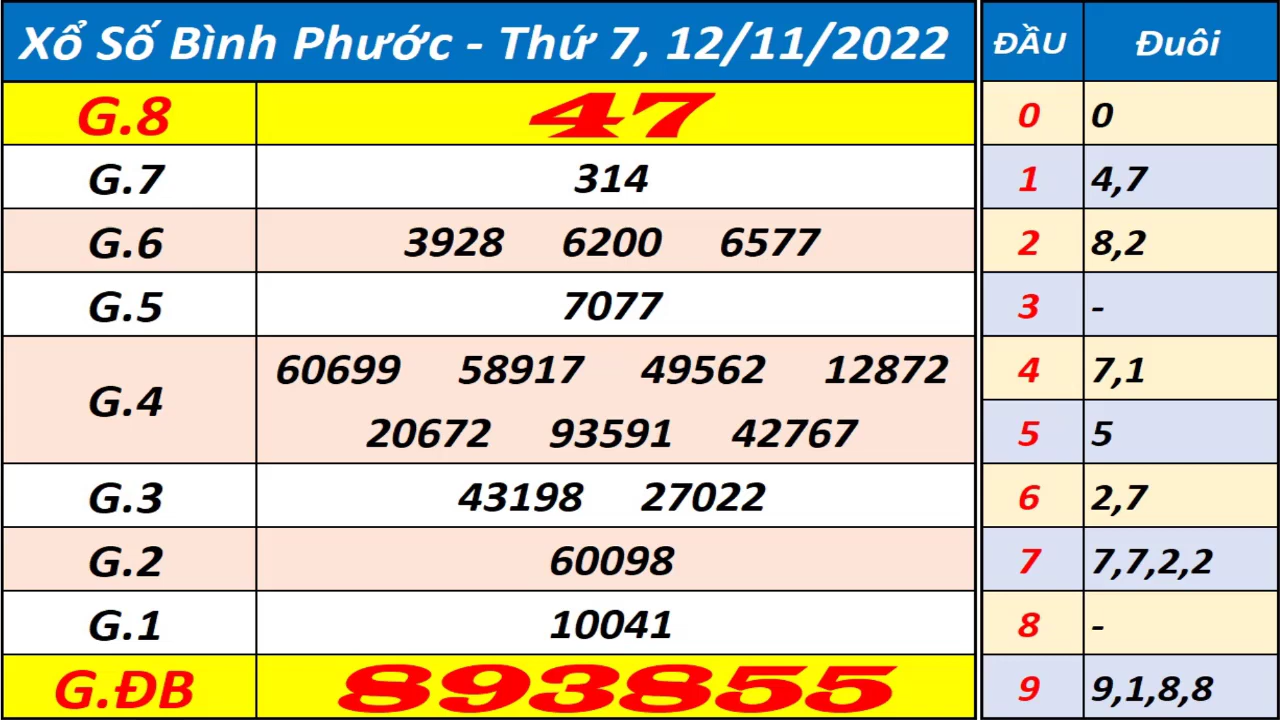 Xổ Số Bình Phước - Thứ 7, 12/11/2022
G.8 47
G.7 314
G.6 3928 6200 6577
G.5 7077
G.4 60699 58917 49562 12872
20672 93591 42767
G.3 43198 27022
G.2 60098
G.1 10041
G.ĐB 893855
ĐẦU Đuôi
0 0
1 4,7
2 8,2
3 -
4 7,1
5 5
6 2,7
7 7,7,2,2
8 -
9 9,1,8,8